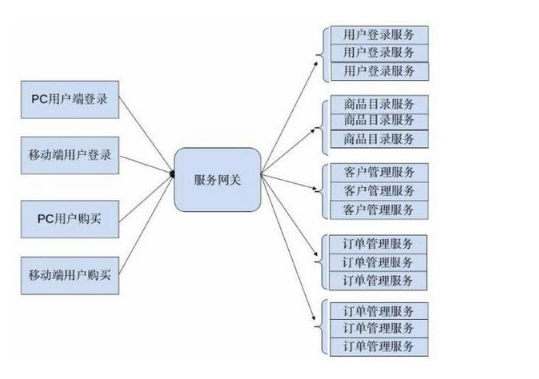 PC用户端登录
移动端用户登录
PC用户购买
移动端用户购买
服务网关
用户登录服务
用户登录服务
用户登录服务
商品目录服务
商品目录服务
商品目录服务
客户管理服务
客户管理服务
客户管理服务
订单管理服务
订单管理服务
订单管理服务
订单管理服务
订单管理服务
订单管理服务